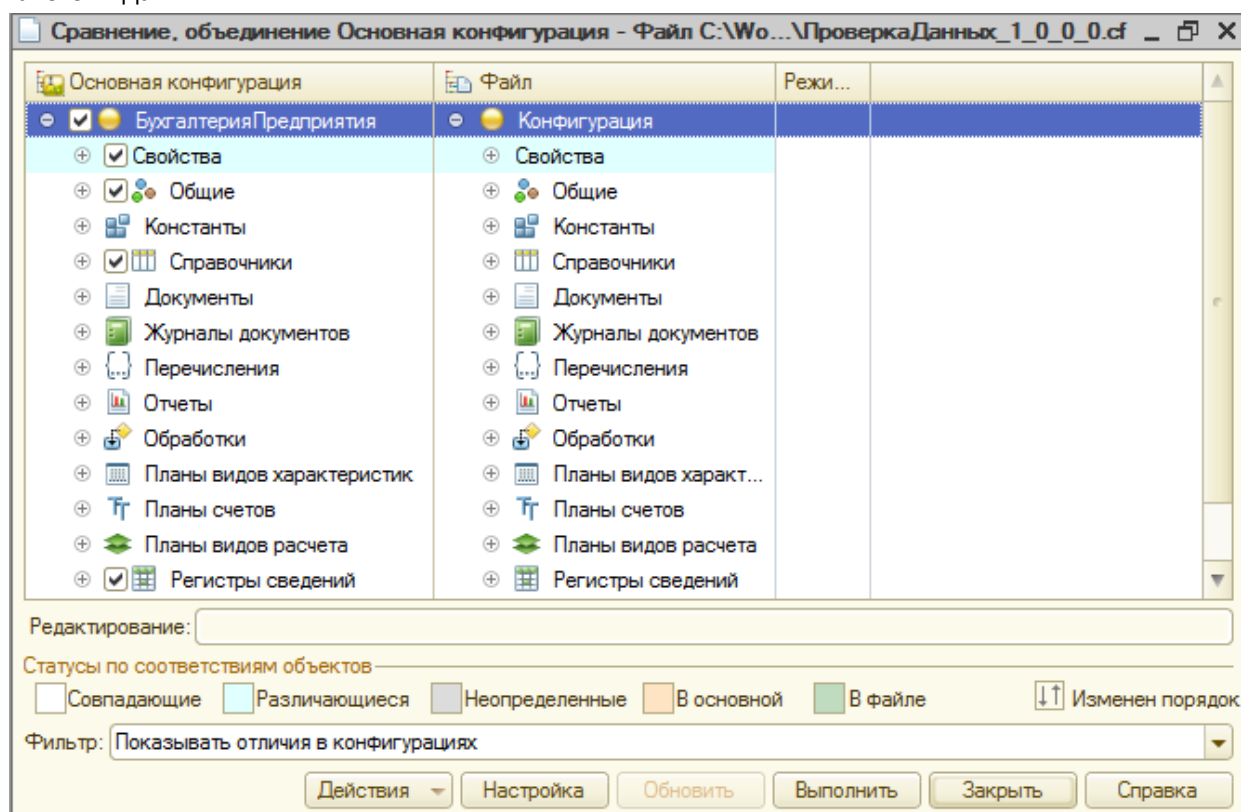 Сравнение, объединение Основная конфигурация - Файл C:\Wo...\ПроверкаДанных_1_0_0_0.cf
Основная конфигурация Файл Режи...
БухгалтерияПредприятия Конфигурация
Свойства Свойства
Общие Общие
Константы Константы
Справочники Справочники
Документы Документы
Журналы документов Журналы документов
Перечисления Перечисления
Отчеты Отчеты
Обработки Обработки
Планы видов характеристик Планы видов характ...
Планы счетов Планы счетов
Планы видов расчета Планы видов расчета
Регистры сведений Регистры сведений
Редактирование:
Статусы по соответствиям объектов
Совпадающие Различающиеся Неопределенные В основной В файле Изменен порядок
Фильтр: Показывать отличия в конфигурациях
Действия Настройка Обновить Выполнить Закрыть Справка